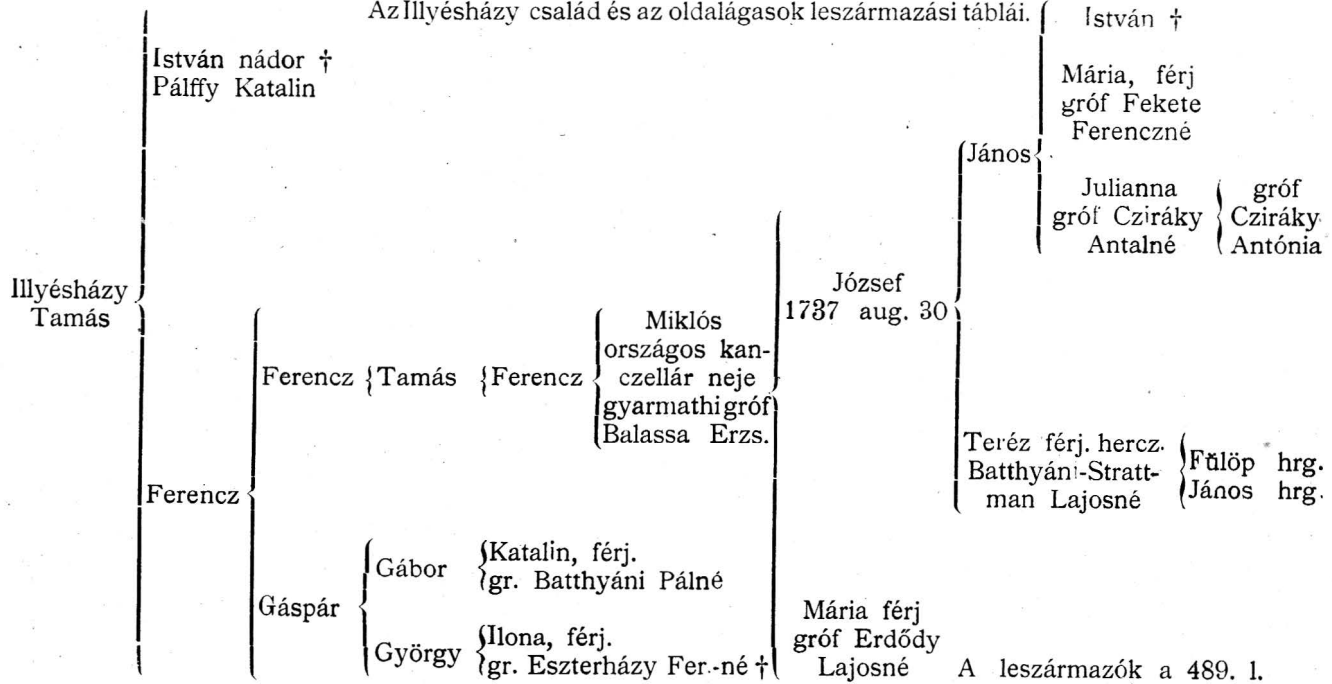 Az Illyésházy család és az oldalágasok leszármazási táblái.
Illyésházy
Tamás
István nádor †
Pálffy Katalin
Ferencz
Ferencz
Tamás
Ferencz
Miklós
országos kan-
czellár neje
gyarmathi gróf
Balassa Erzs.
József
1737 aug. 30
János
István †
Mária, férj
gróf Fekete
Ferenczné
Julianna
gróf Cziráky
Antalné
gróf
Cziráky
Antónia
Teréz férj. hercz.
Batthyáni-Stratt-
man Lajosné
Fülöp hrg.
János hrg.
Mária férj
gróf Erdődy
Lajosné
A leszármazók a 489. l.
Gáspár
Gábor
Katalin, férj.
gr. Batthyáni Pálné
György
Ilona, férj.
gr. Eszterházy Fer.-né †